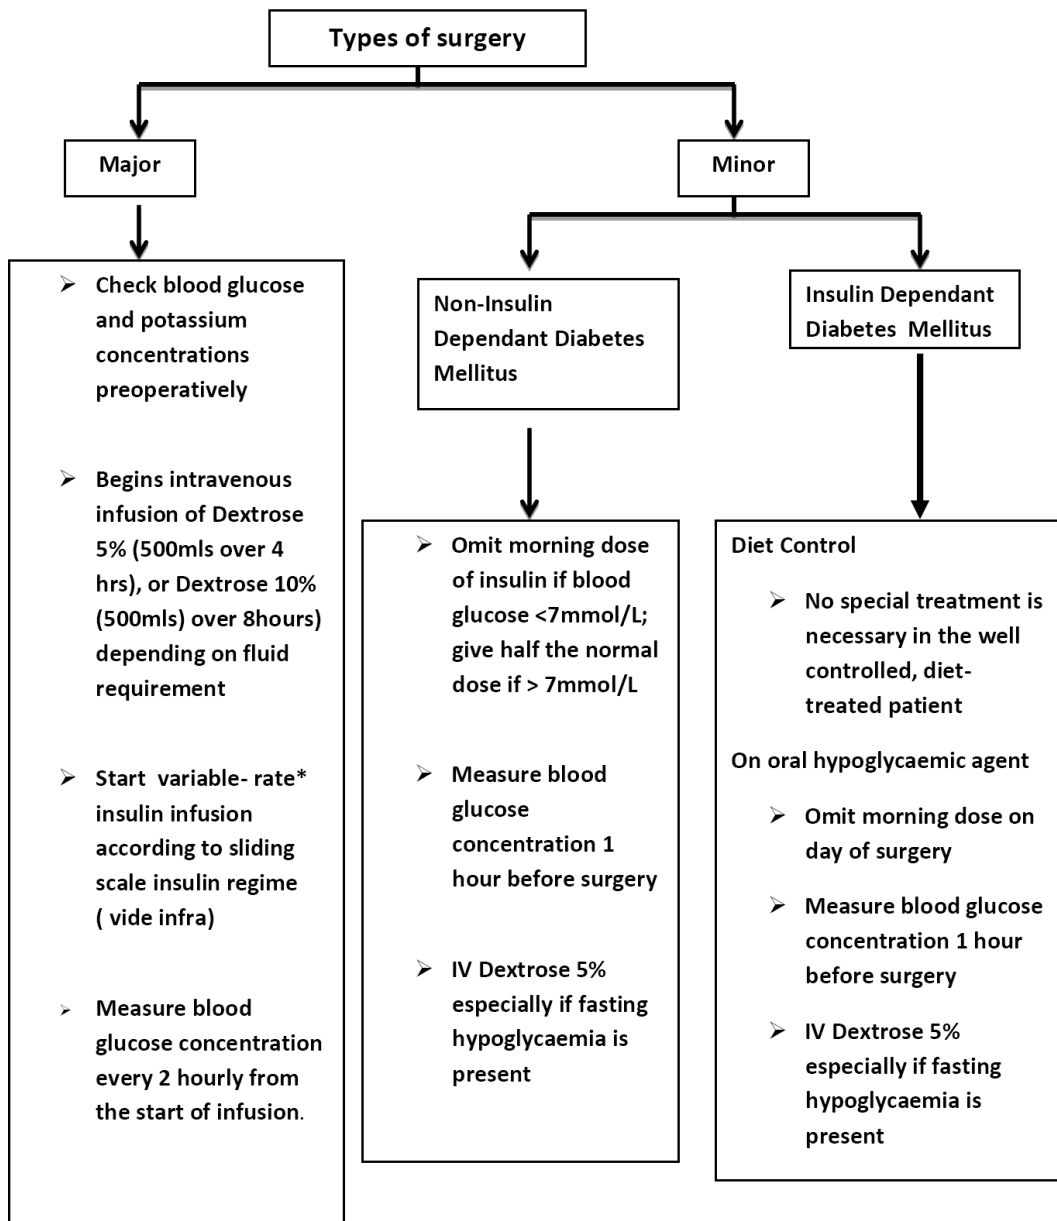 Types of surgery
Major
Minor
➢ Check blood glucose
and potassium
concentrations
preoperatively
➢ Begins intravenous
infusion of Dextrose
5% (500mls over 4
hrs), or Dextrose 10%
(500mls) over 8hours)
depending on fluid
requirement
➢ Start variable- rate*
insulin infusion
according to sliding
scale insulin regime
( vide infra)
➢ Measure blood
glucose concentration
every 2 hourly from
the start of infusion.
Non-Insulin
Dependant Diabetes
Mellitus
➢ Omit morning dose
of insulin if blood
glucose <7mmol/L;
give half the normal
dose if > 7mmol/L
➢ Measure blood
glucose
concentration 1
hour before surgery
➢ IV Dextrose 5%
especially if fasting
hypoglycaemia is
present
Insulin Dependant
Diabetes Mellitus
Diet Control
➢ No special treatment is
necessary in the well
controlled, diet-
treated patient
On oral hypoglycaemic agent
➢ Omit morning dose on
day of surgery
➢ Measure blood glucose
concentration 1 hour
before surgery
➢ IV Dextrose 5%
especially if fasting
hypoglycaemia is
present